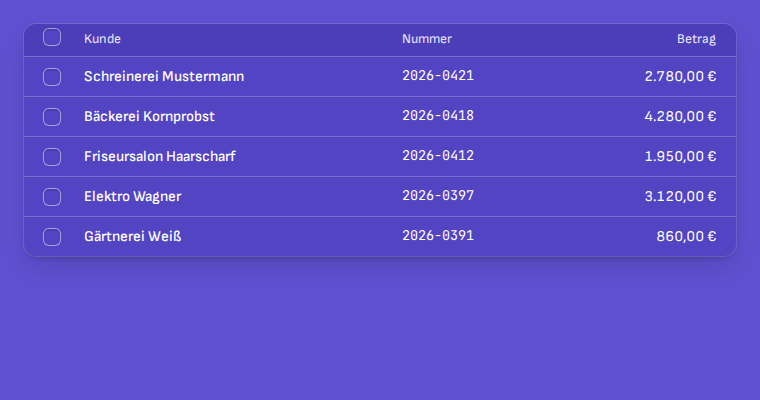 Kunde Nummer Betrag
Schreinerei Mustermann 2026-0421 2.780,00 €
Bäckerei Kornprobst 2026-0418 4.280,00 €
Friseursalon Haarscharf 2026-0412 1.950,00 €
Elektro Wagner 2026-0397 3.120,00 €
Gärtnerei Weiß 2026-0391 860,00 €